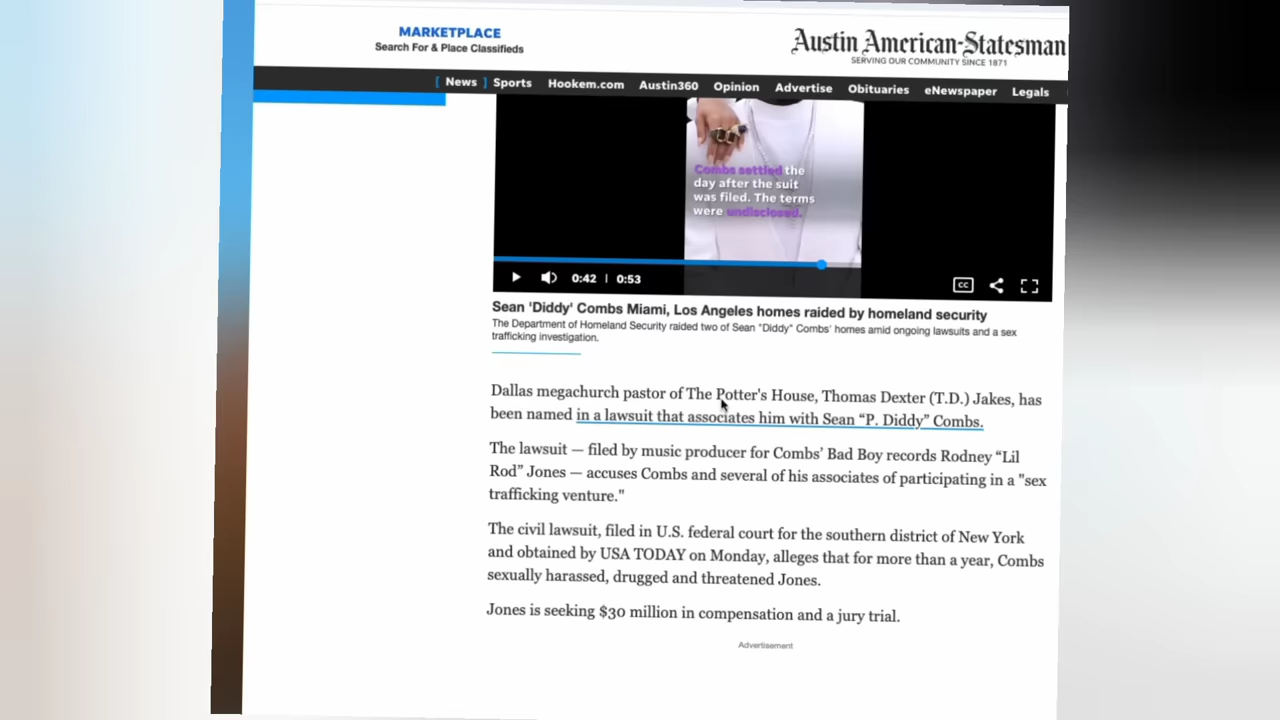 MARKETPLACE
Search For & Place Classifieds
Austin American-Statesman
SERVING OUR COMMUNITY SINCE 1871
[ News ] Sports Hookem.com Austin360 Opinion Advertise Obituaries eNewspaper Legals
Combs settled the
day after the suit
was filed. The terms
were undisclosed.
0:42 | 0:53
CC
Sean 'Diddy' Combs Miami, Los Angeles homes raided by homeland security
The Department of Homeland Security raided two of Sean "Diddy" Combs' homes amid ongoing lawsuits and a sex
trafficking investigation.
Dallas megachurch pastor of The Potter's House, Thomas Dexter (T.D.) Jakes, has
been named in a lawsuit that associates him with Sean “P. Diddy” Combs.
The lawsuit — filed by music producer for Combs’ Bad Boy records Rodney “Lil
Rod” Jones — accuses Combs and several of his associates of participating in a "sex
trafficking venture."
The civil lawsuit, filed in U.S. federal court for the southern district of New York
and obtained by USA TODAY on Monday, alleges that for more than a year, Combs
sexually harassed, drugged and threatened Jones.
Jones is seeking $30 million in compensation and a jury trial.
Advertisement